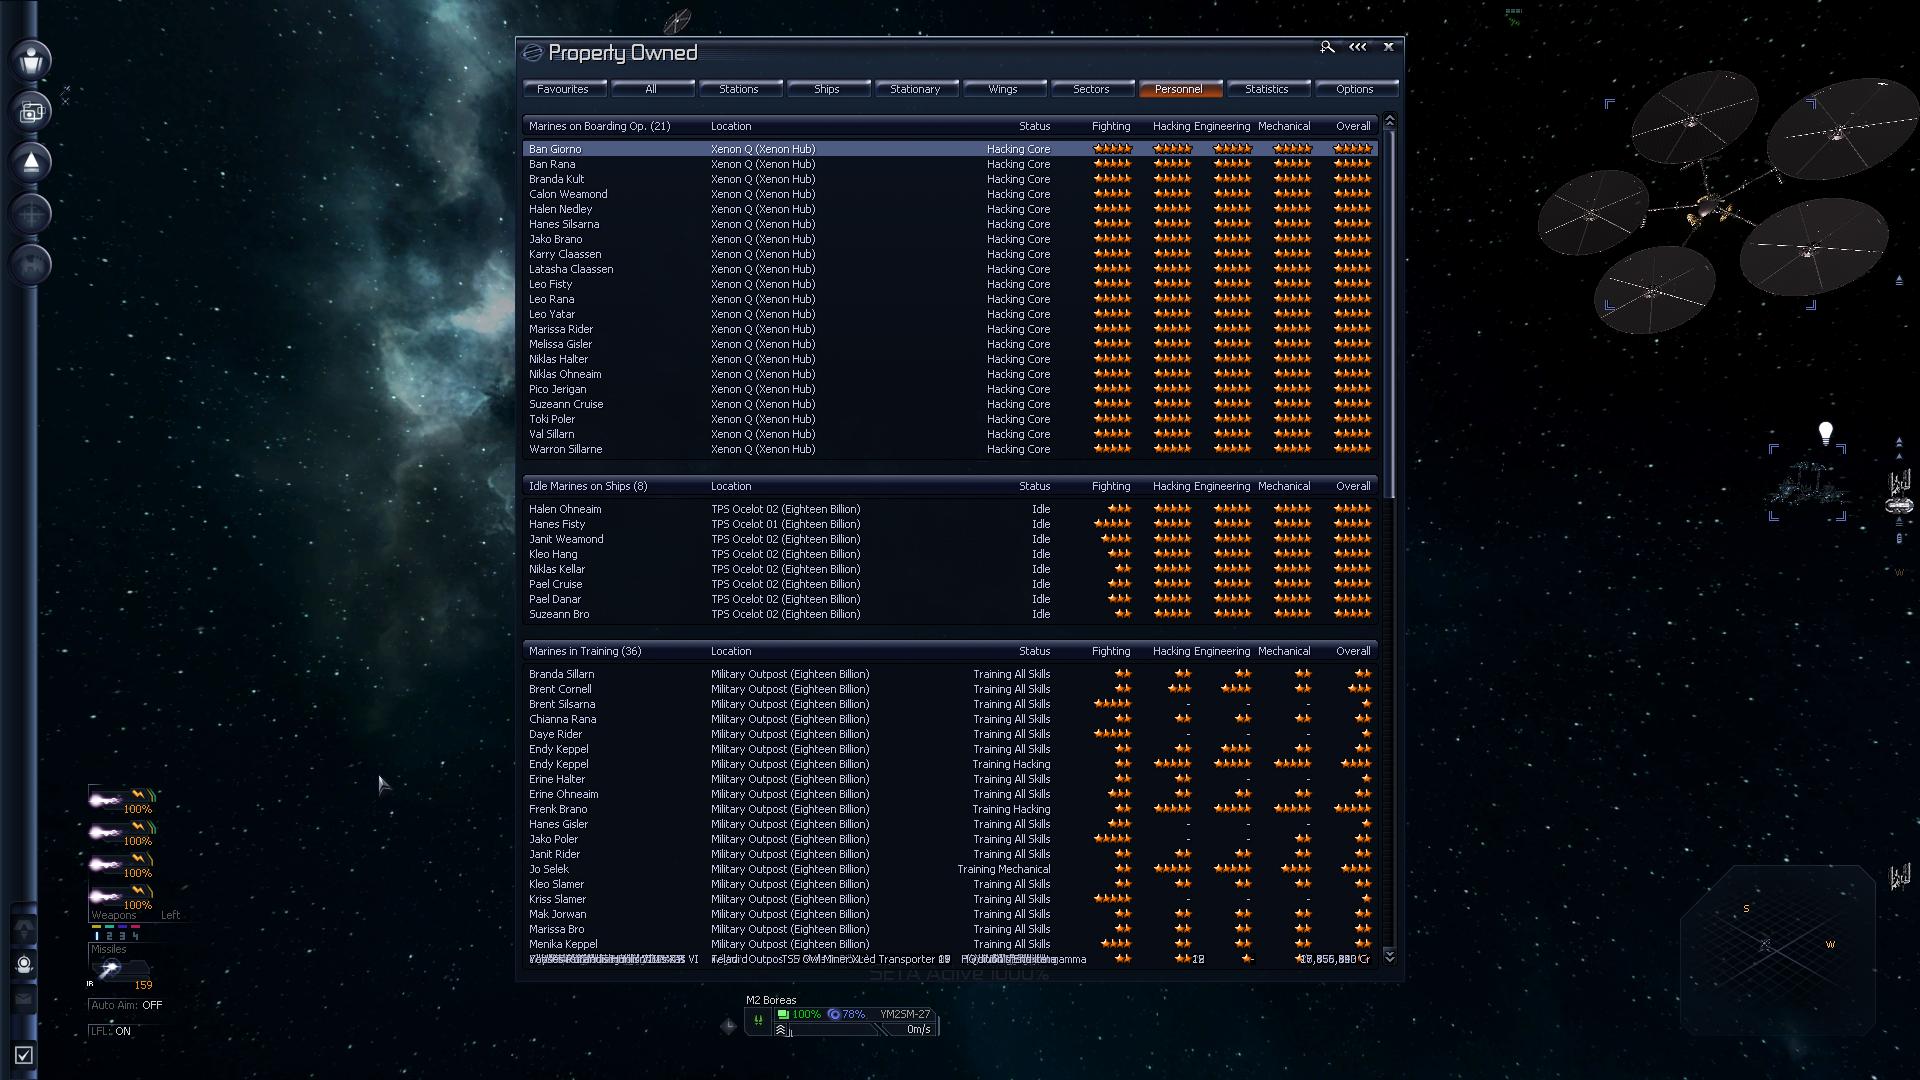 Property Owned
Favourites All Stations Ships Stationary Wings Sectors Personnel Statistics Options
Marines on Boarding Op. (21) Location Status Fighting Hacking Engineering Mechanical Overall
Ban Giorno Xenon Q (Xenon Hub) Hacking Core
Ban Rana Xenon Q (Xenon Hub) Hacking Core
Branda Kult Xenon Q (Xenon Hub) Hacking Core
Calon Weamond Xenon Q (Xenon Hub) Hacking Core
Halen Nedley Xenon Q (Xenon Hub) Hacking Core
Hanes Silsarna Xenon Q (Xenon Hub) Hacking Core
Jako Brano Xenon Q (Xenon Hub) Hacking Core
Karry Claassen Xenon Q (Xenon Hub) Hacking Core
Latasha Claassen Xenon Q (Xenon Hub) Hacking Core
Leo Fisty Xenon Q (Xenon Hub) Hacking Core
Leo Rana Xenon Q (Xenon Hub) Hacking Core
Leo Yatar Xenon Q (Xenon Hub) Hacking Core
Marissa Rider Xenon Q (Xenon Hub) Hacking Core
Melissa Gisler Xenon Q (Xenon Hub) Hacking Core
Niklas Halter Xenon Q (Xenon Hub) Hacking Core
Niklas Ohneaim Xenon Q (Xenon Hub) Hacking Core
Pico Jerigan Xenon Q (Xenon Hub) Hacking Core
Suzeann Cruise Xenon Q (Xenon Hub) Hacking Core
Toki Poler Xenon Q (Xenon Hub) Hacking Core
Val Sillarn Xenon Q (Xenon Hub) Hacking Core
Warron Sillarne Xenon Q (Xenon Hub) Hacking Core
Idle Marines on Ships (8) Location Status Fighting Hacking Engineering Mechanical Overall
Halen Ohneaim TPS Ocelot 02 (Eighteen Billion) Idle
Hanes Fisty TPS Ocelot 01 (Eighteen Billion) Idle
Janit Weamond TPS Ocelot 02 (Eighteen Billion) Idle
Kleo Hang TPS Ocelot 02 (Eighteen Billion) Idle
Niklas Kellar TPS Ocelot 02 (Eighteen Billion) Idle
Pael Cruise TPS Ocelot 02 (Eighteen Billion) Idle
Pael Danar TPS Ocelot 02 (Eighteen Billion) Idle
Suzeann Bro TPS Ocelot 02 (Eighteen Billion) Idle
Marines in Training (36) Location Status Fighting Hacking Engineering Mechanical Overall
Branda Sillarn Military Outpost (Eighteen Billion) Training All Skills
Brent Cornell Military Outpost (Eighteen Billion) Training All Skills
Brent Silsarna Military Outpost (Eighteen Billion) Training All Skills - - -
Chianna Rana Military Outpost (Eighteen Billion) Training All Skills
Daye Rider Military Outpost (Eighteen Billion) Training All Skills - - -
Endy Keppel Military Outpost (Eighteen Billion) Training All Skills
Endy Keppel Military Outpost (Eighteen Billion) Training Hacking
Erine Halter Military Outpost (Eighteen Billion) Training All Skills - -
Erine Ohneaim Military Outpost (Eighteen Billion) Training All Skills
Frenk Brano Military Outpost (Eighteen Billion) Training Hacking
Hanes Gisler Military Outpost (Eighteen Billion) Training All Skills - - -
Jako Poler Military Outpost (Eighteen Billion) Training All Skills - -
Janit Rider Military Outpost (Eighteen Billion) Training All Skills
Jo Selek Military Outpost (Eighteen Billion) Training Mechanical
Kleo Slamer Military Outpost (Eighteen Billion) Training All Skills
Kriss Slamer Military Outpost (Eighteen Billion) Training All Skills - - -
Mak Jorwan Military Outpost (Eighteen Billion) Training All Skills
Marissa Bro Military Outpost (Eighteen Billion) Training All Skills
Menika Keppel Military Outpost (Eighteen Billion) Training All Skills
SETA Active 1000%
100%
100%
100%
100%
Weapons Left
1 2 3 4
Missiles
IR 159
Auto Aim: OFF
LFL: ON
M2 Boreas
100% 78% YM2SM-27
0m/s
S
W
W